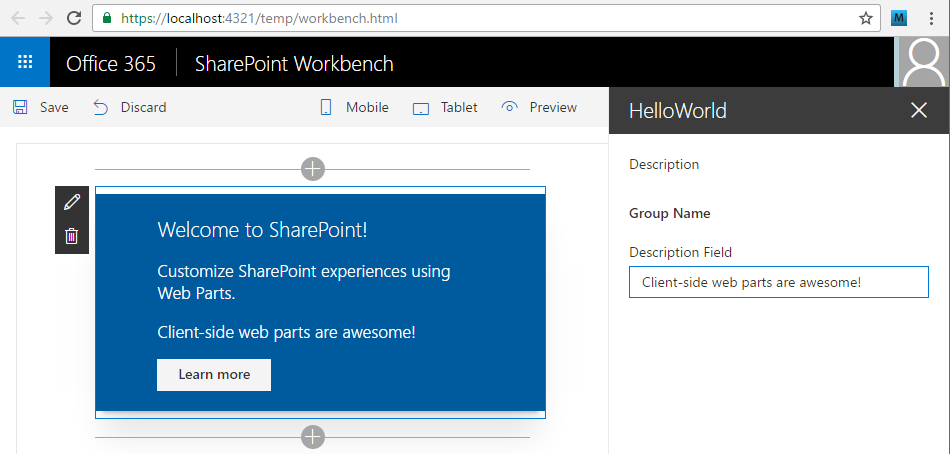 https://localhost:4321/temp/workbench.html
M
Office 365 SharePoint Workbench
Save Discard Mobile Tablet Preview
HelloWorld
Description
Group Name
Description Field
Client-side web parts are awesome!
Welcome to SharePoint!
Customize SharePoint experiences using
Web Parts.
Client-side web parts are awesome!
Learn more